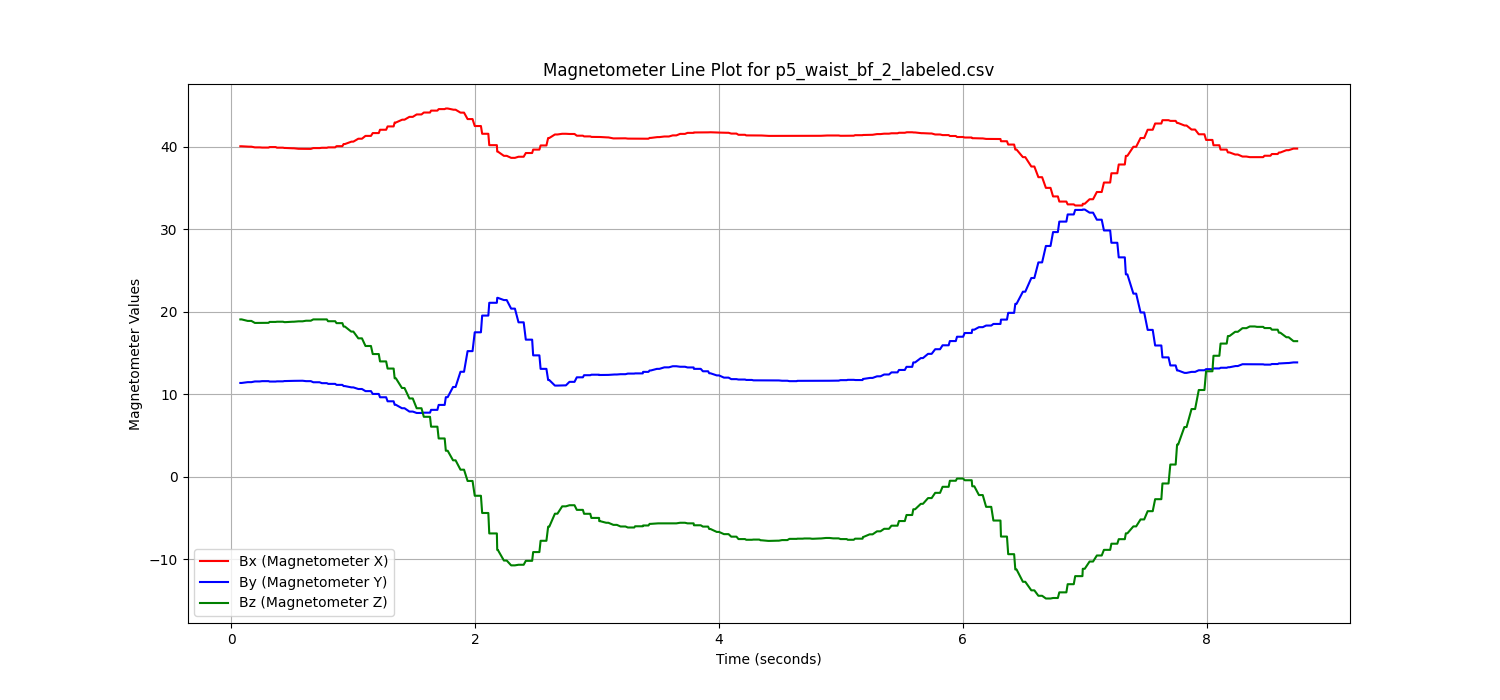 Magnetometer Line Plot for p5_waist_bf_2_labeled.csv
Magnetometer Values
40
30
20
10
0
−10
Bx (Magnetometer X)
By (Magnetometer Y)
Bz (Magnetometer Z)
0 2 4 6 8
Time (seconds)